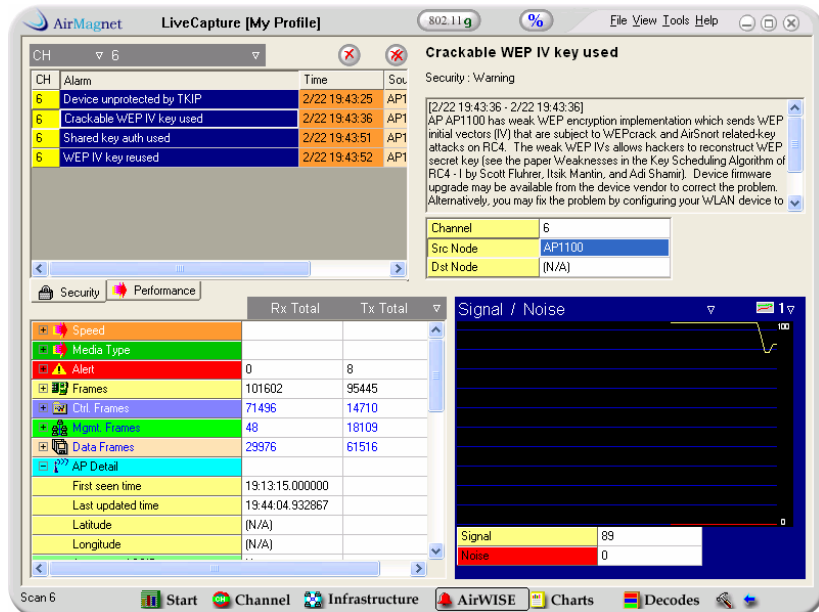 AirMagnet LiveCapture [My Profile] 802.11g % File View Tools Help
CH 6
CH Alarm Time Sou
6 Device unprotected by TKIP 2/22 19:43:25 AP1
6 Crackable WEP IV key used 2/22 19:43:36 AP1
6 Shared key auth used 2/22 19:43:51 AP1
6 WEP IV key reused 2/22 19:43:52 AP1
Security Performance
Crackable WEP IV key used
Security : Warning
[2/22 19:43:36 - 2/22 19:43:36]
AP AP1100 has weak WEP encryption implementation which sends WEP
initial vectors (IV) that are subject to WEPcrack and AirSnort related-key
attacks on RC4. The weak WEP IVs allows hackers to reconstruct WEP
secret key (see the paper Weaknesses in the Key Scheduling Algorithm of
RC4 - I by Scott Fluhrer, Itsik Mantin, and Adi Shamir). Device firmware
upgrade may be available from the device vendor to correct the problem.
Alternatively, you may fix the problem by configuring your WLAN device to
Channel 6
Src Node AP1100
Dst Node (N/A)
Rx Total Tx Total
Speed
Media Type
Alert 0 8
Frames 101602 95445
Ctrl. Frames 71496 14710
Mgmt. Frames 48 18109
Data Frames 29976 61516
AP Detail
First seen time 19:13:15.000000
Last updated time 19:44:04.932867
Latitude (N/A)
Longitude (N/A)
Signal / Noise 1
100
0
Signal 89
Noise 0
Scan 6 Start CH Channel Infrastructure AirWISE Charts Decodes